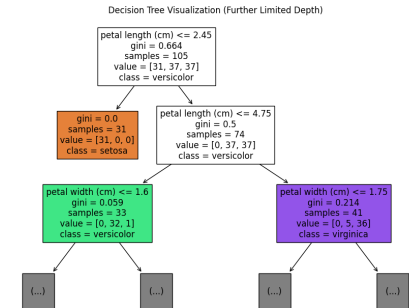 Decision Tree Visualization (Further Limited Depth)
petal length (cm) <= 2.45
gini = 0.664
samples = 105
value = [31, 37, 37]
class = versicolor
gini = 0.0
samples = 31
value = [31, 0, 0]
class = setosa
petal length (cm) <= 4.75
gini = 0.5
samples = 74
value = [0, 37, 37]
class = versicolor
petal width (cm) <= 1.6
gini = 0.059
samples = 33
value = [0, 32, 1]
class = versicolor
petal width (cm) <= 1.75
gini = 0.214
samples = 41
value = [0, 5, 36]
class = virginica
(...)
(...)
(...)
(...)